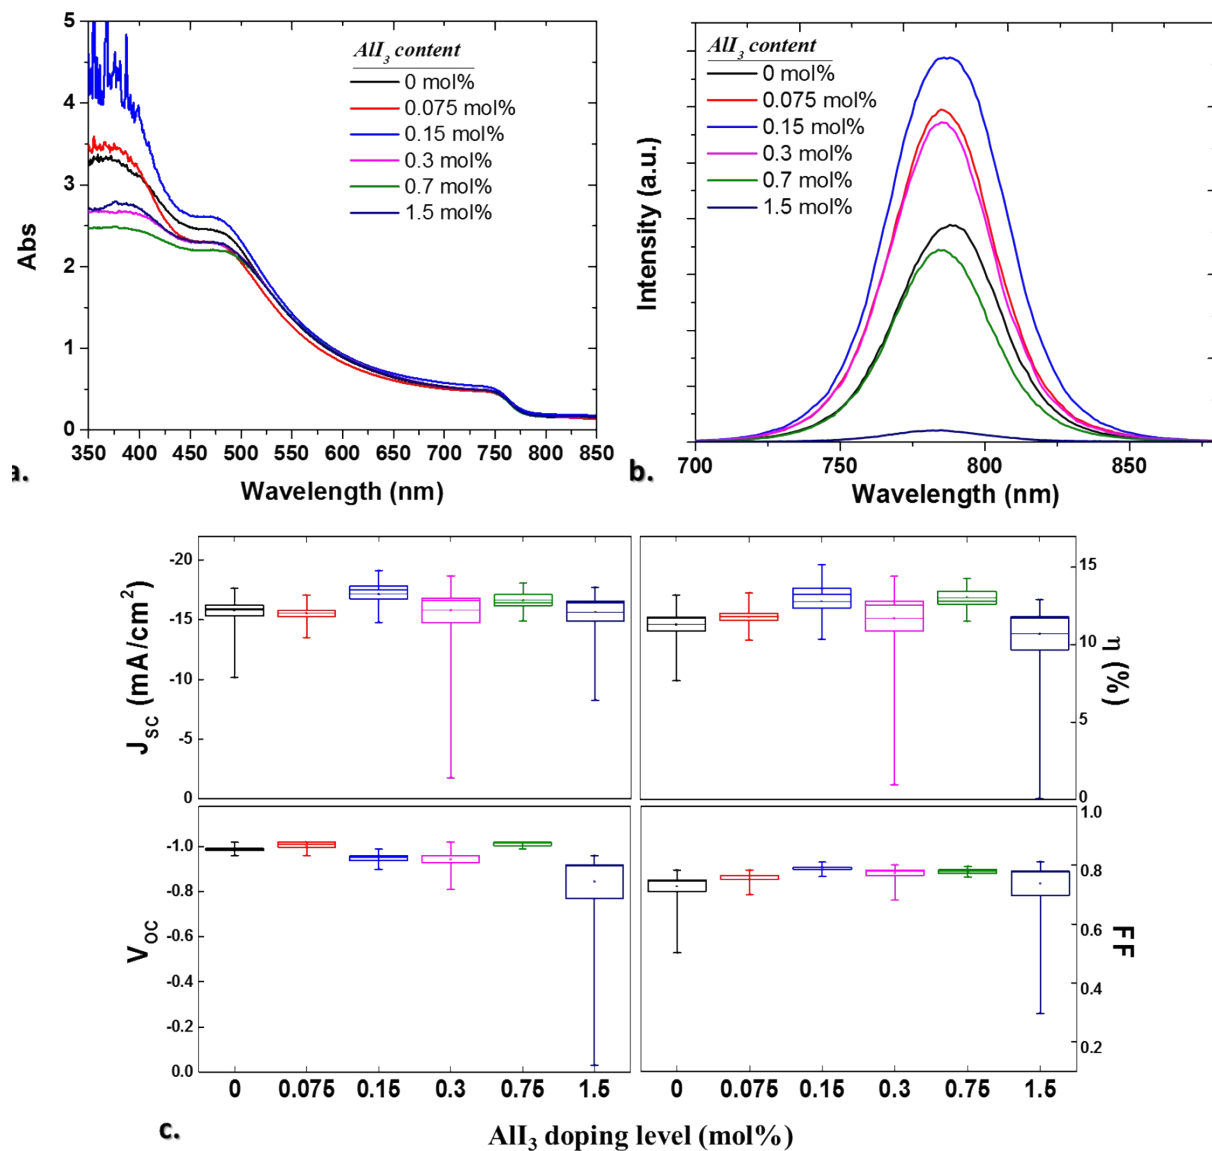 5
4
3
2
1
0
Abs
AlI3 content
0 mol%
0.075 mol%
0.15 mol%
0.3 mol%
0.7 mol%
1.5 mol%
350 400 450 500 550 600 650 700 750 800 850
Wavelength (nm)
a.
Intensity (a.u.)
AlI3 content
0 mol%
0.075 mol%
0.15 mol%
0.3 mol%
0.7 mol%
1.5 mol%
700 750 800 850
Wavelength (nm)
b.
-20
-15
-10
-5
0
JSC (mA/cm2)
15
10
5
0
η (%)
-1.0
-0.8
-0.6
-0.4
-0.2
0.0
VOC
1.0
0.8
0.6
0.4
0.2
FF
0 0.075 0.15 0.3 0.75 1.5
0 0.075 0.15 0.3 0.75 1.5
c.
AlI3 doping level (mol%)